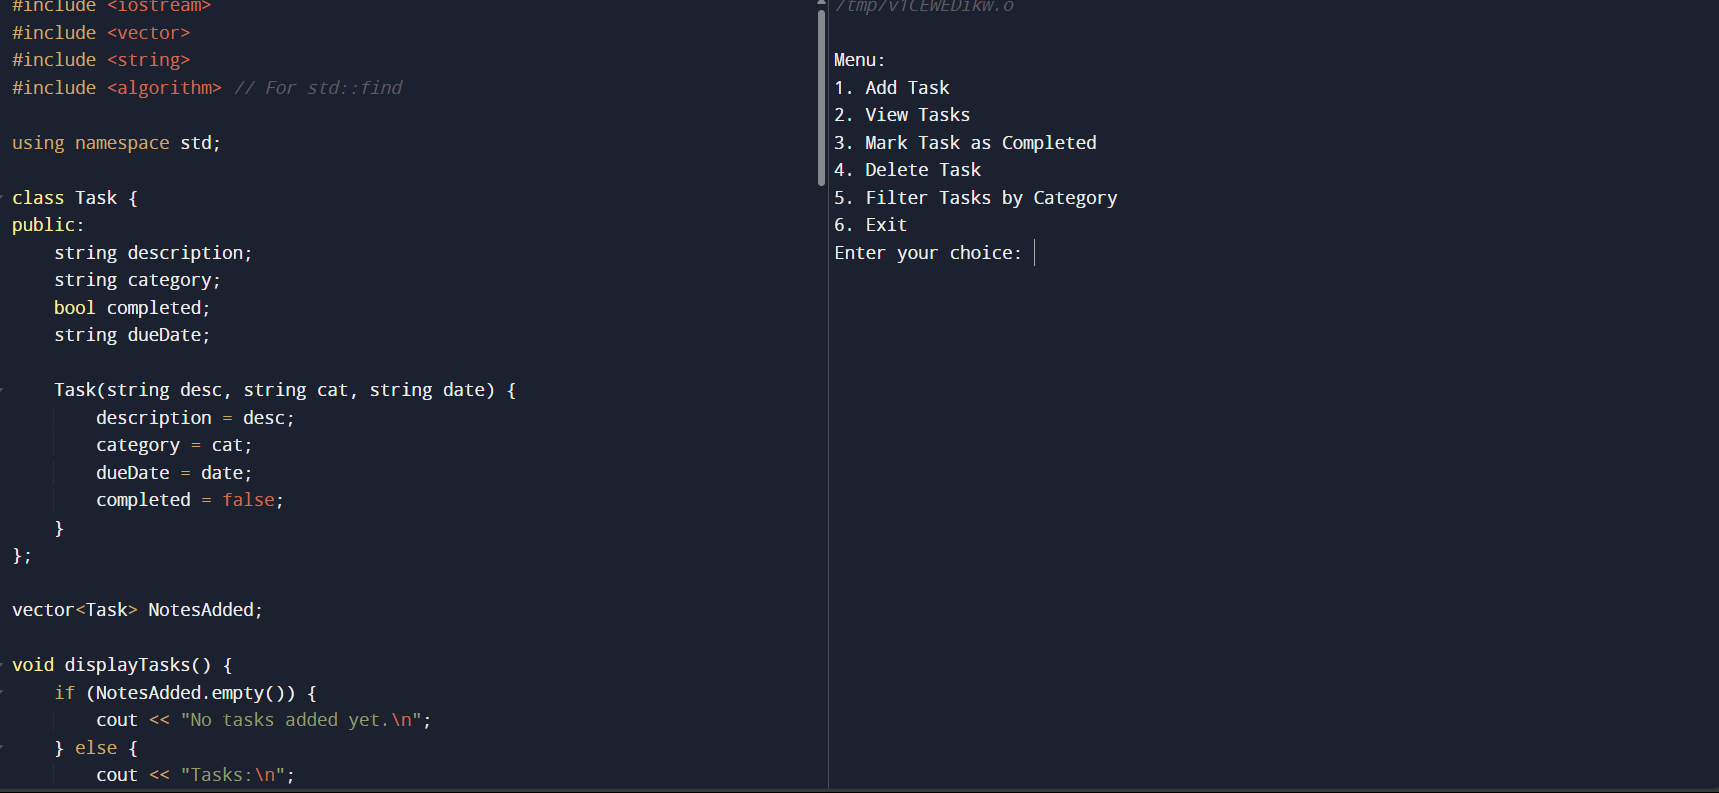 #include <iostream>
#include <vector>
#include <string>
#include <algorithm> // For std::find
using namespace std;
class Task {
public:
    string description;
    string category;
    bool completed;
    string dueDate;
    Task(string desc, string cat, string date) {
        description = desc;
        category = cat;
        dueDate = date;
        completed = false;
    }
};
vector<Task> NotesAdded;
void displayTasks() {
    if (NotesAdded.empty()) {
        cout << "No tasks added yet.\n";
    } else {
        cout << "Tasks:\n";
Menu:
1. Add Task
2. View Tasks
3. Mark Task as Completed
4. Delete Task
5. Filter Tasks by Category
6. Exit
Enter your choice: